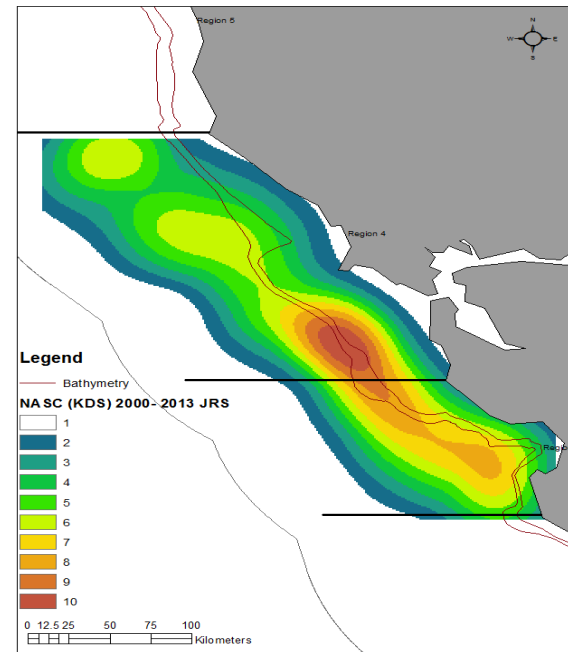 Region 5
N
W E
S
Region 4
Region
Legend
Bathymetry
NASC (KDS) 2000- 2013 JRS
1
2
3
4
5
6
7
8
9
10
0 12.5 25 50 75 100
Kilometers